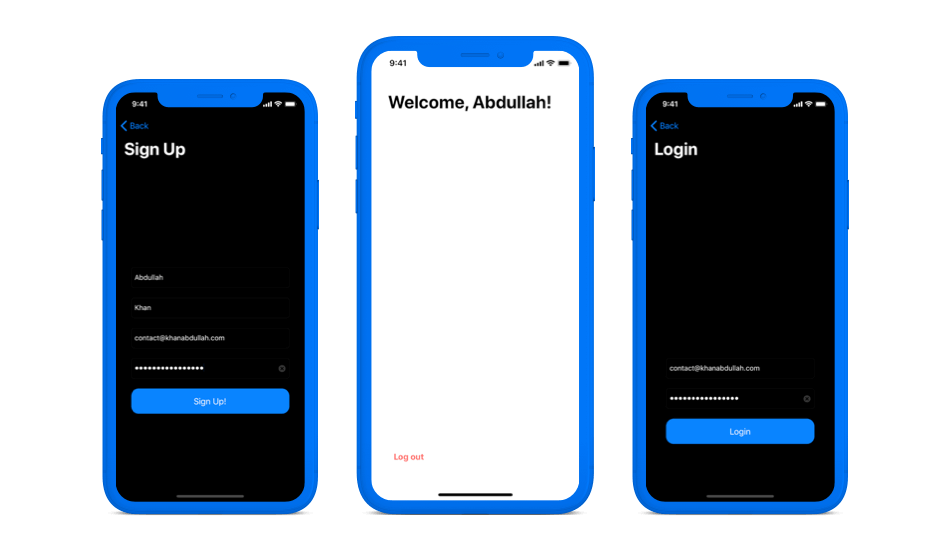 9:41
Back
Sign Up
Abdullah
Khan
contact@khanabdullah.com
••••••••••••••••
Sign Up!
9:41
Welcome, Abdullah!
Log out
9:41
Back
Login
contact@khanabdullah.com
••••••••••••••••
Login